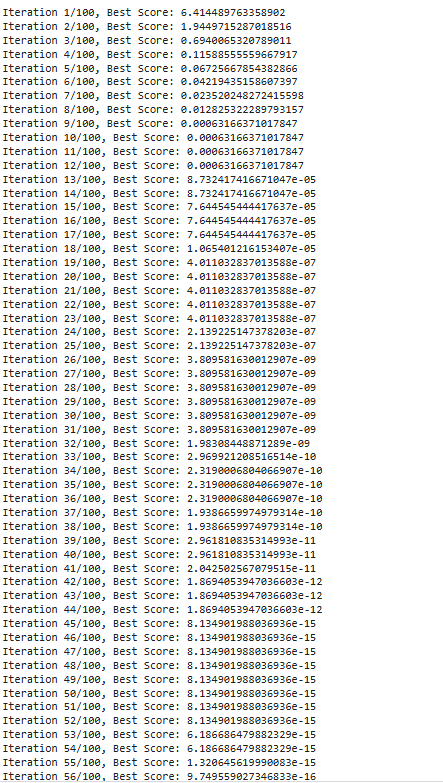 Iteration 1/100, Best Score: 6.414489763358902
Iteration 2/100, Best Score: 1.9449715287018516
Iteration 3/100, Best Score: 0.6940065320789011
Iteration 4/100, Best Score: 0.11588555559667917
Iteration 5/100, Best Score: 0.06725667854382866
Iteration 6/100, Best Score: 0.04219435158607397
Iteration 7/100, Best Score: 0.023520248272415598
Iteration 8/100, Best Score: 0.012825322289793157
Iteration 9/100, Best Score: 0.00063166371017847
Iteration 10/100, Best Score: 0.00063166371017847
Iteration 11/100, Best Score: 0.00063166371017847
Iteration 12/100, Best Score: 0.00063166371017847
Iteration 13/100, Best Score: 8.732417416671047e-05
Iteration 14/100, Best Score: 8.732417416671047e-05
Iteration 15/100, Best Score: 7.644545444417637e-05
Iteration 16/100, Best Score: 7.644545444417637e-05
Iteration 17/100, Best Score: 7.644545444417637e-05
Iteration 18/100, Best Score: 1.065401216153407e-05
Iteration 19/100, Best Score: 4.011032837013588e-07
Iteration 20/100, Best Score: 4.011032837013588e-07
Iteration 21/100, Best Score: 4.011032837013588e-07
Iteration 22/100, Best Score: 4.011032837013588e-07
Iteration 23/100, Best Score: 4.011032837013588e-07
Iteration 24/100, Best Score: 2.139225147378203e-07
Iteration 25/100, Best Score: 2.139225147378203e-07
Iteration 26/100, Best Score: 3.809581630012907e-09
Iteration 27/100, Best Score: 3.809581630012907e-09
Iteration 28/100, Best Score: 3.809581630012907e-09
Iteration 29/100, Best Score: 3.809581630012907e-09
Iteration 30/100, Best Score: 3.809581630012907e-09
Iteration 31/100, Best Score: 3.809581630012907e-09
Iteration 32/100, Best Score: 1.98308448871289e-09
Iteration 33/100, Best Score: 2.969921208516514e-10
Iteration 34/100, Best Score: 2.3190006804066907e-10
Iteration 35/100, Best Score: 2.3190006804066907e-10
Iteration 36/100, Best Score: 2.3190006804066907e-10
Iteration 37/100, Best Score: 1.9386659974979314e-10
Iteration 38/100, Best Score: 1.9386659974979314e-10
Iteration 39/100, Best Score: 2.961810835314993e-11
Iteration 40/100, Best Score: 2.961810835314993e-11
Iteration 41/100, Best Score: 2.042502567079515e-11
Iteration 42/100, Best Score: 1.8694053947036603e-12
Iteration 43/100, Best Score: 1.8694053947036603e-12
Iteration 44/100, Best Score: 1.8694053947036603e-12
Iteration 45/100, Best Score: 8.134901988036936e-15
Iteration 46/100, Best Score: 8.134901988036936e-15
Iteration 47/100, Best Score: 8.134901988036936e-15
Iteration 48/100, Best Score: 8.134901988036936e-15
Iteration 49/100, Best Score: 8.134901988036936e-15
Iteration 50/100, Best Score: 8.134901988036936e-15
Iteration 51/100, Best Score: 8.134901988036936e-15
Iteration 52/100, Best Score: 8.134901988036936e-15
Iteration 53/100, Best Score: 6.186686479882329e-15
Iteration 54/100, Best Score: 6.186686479882329e-15
Iteration 55/100, Best Score: 1.320645619990083e-15
Iteration 56/100, Best Score: 9.749559027346833e-16